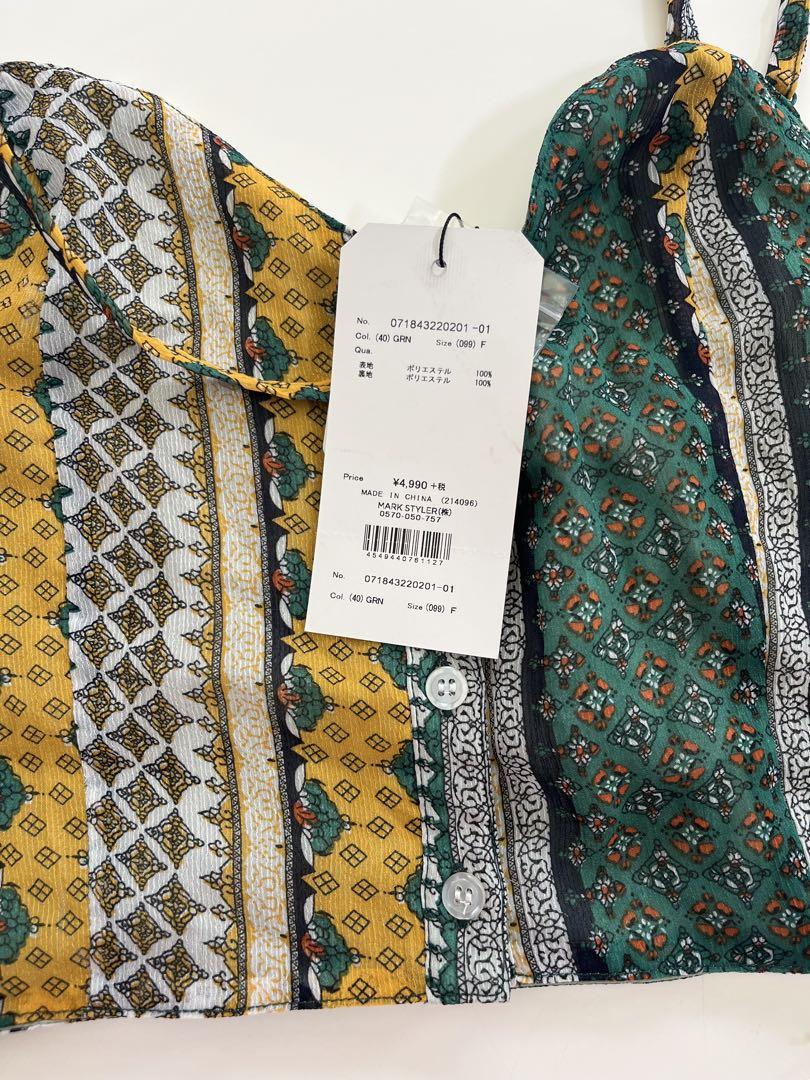 No. 071843220201-01
Col. (40) GRN Size (099) F
Qua.
表地 ポリエステル 100%
裏地 ポリエステル 100%
Price ¥4,990 +税
MADE IN CHINA (214096)
MARK STYLER(株)
0570-050-757
4549440761127
No. 071843220201-01
Col. (40) GRN Size (099) F